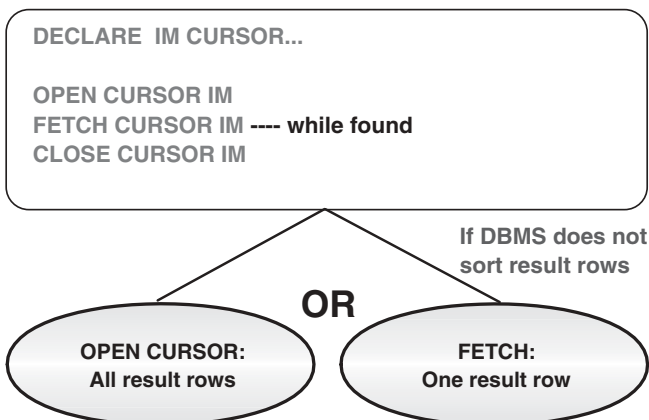 DECLARE IM CURSOR...
OPEN CURSOR IM
FETCH CURSOR IM ---- while found
CLOSE CURSOR IM
If DBMS does not
sort result rows
OR
OPEN CURSOR:
All result rows
FETCH:
One result row